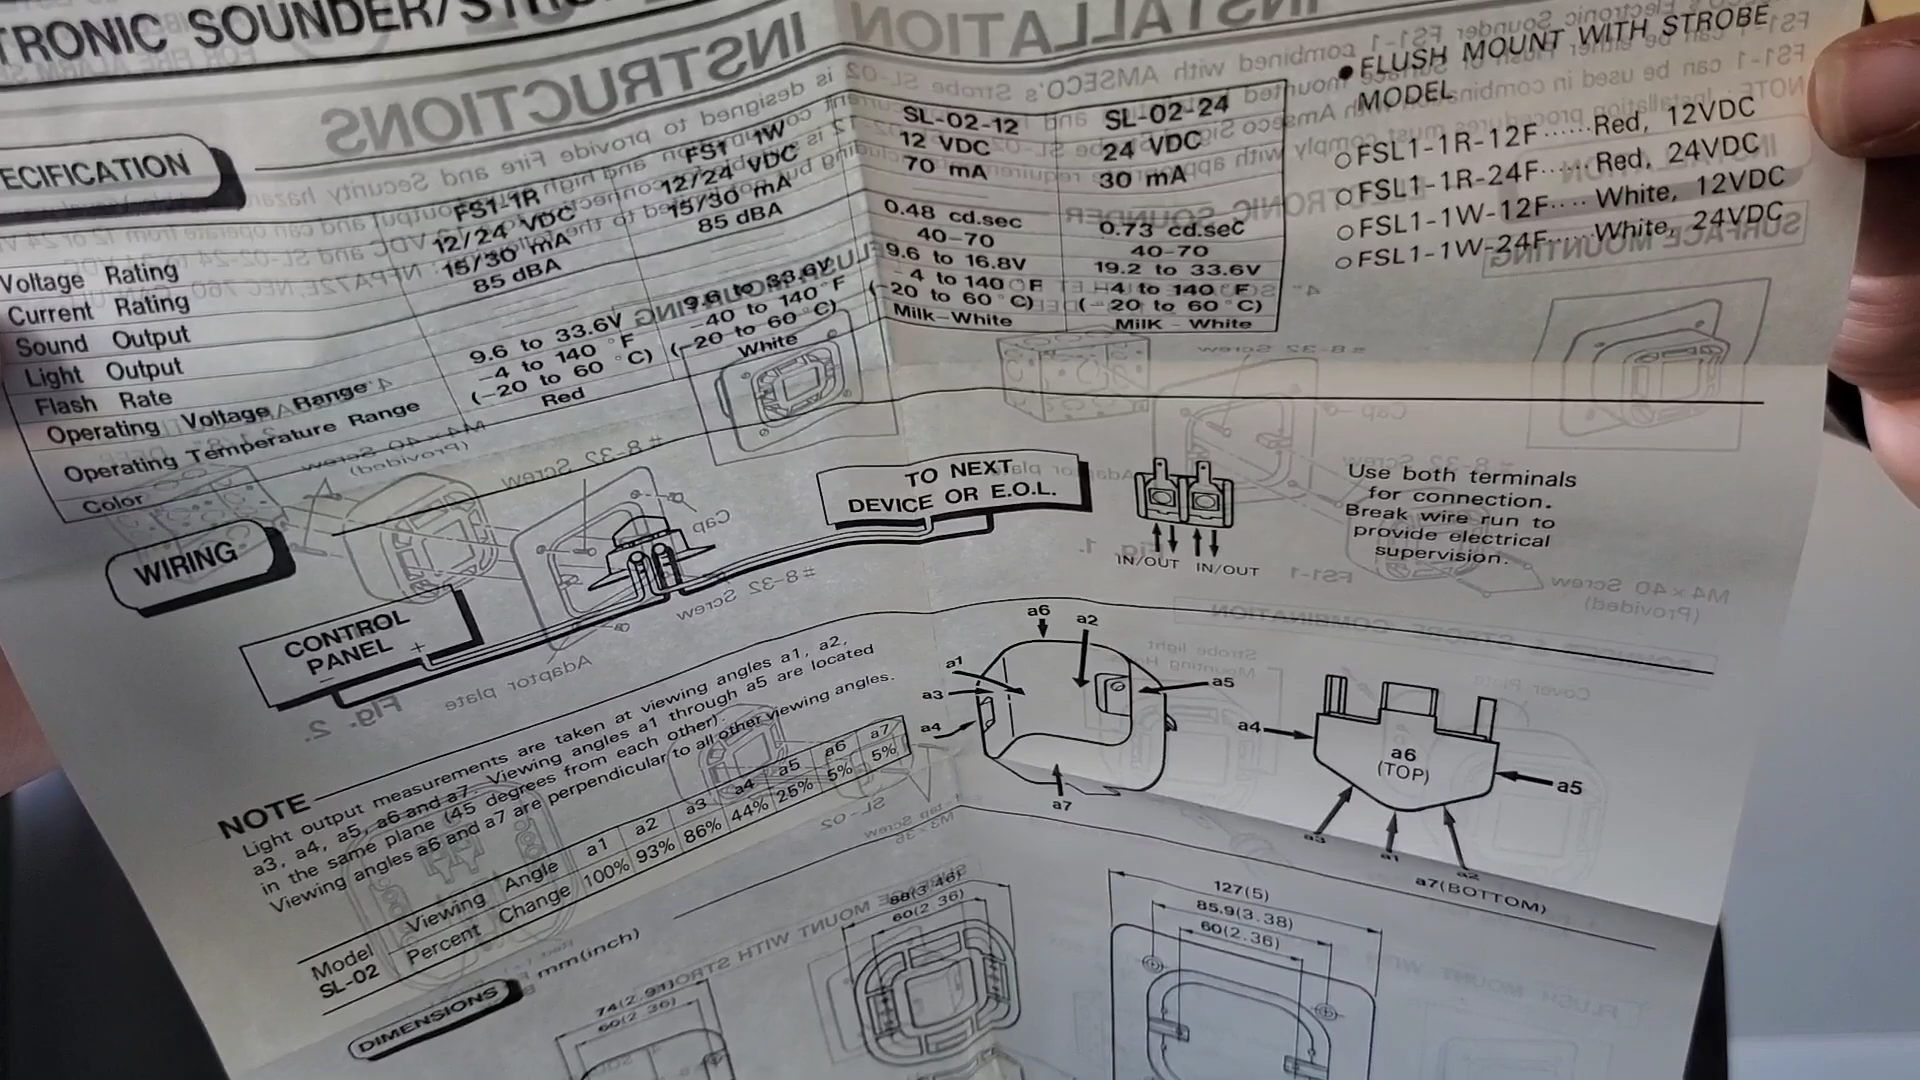 TRONIC SOUNDER/STRO
ECIFICATION
FS1-1R FS1-1W SL-02-12 SL-02-24
Voltage Rating 12/24 VDC 12/24 VDC 12 VDC 24 VDC
Current Rating 15/30 mA 15/30 mA 70 mA 30 mA
Sound Output 85 dBA 85 dBA
Light Output 0.48 cd.sec 0.73 cd.sec
Flash Rate 40-70 40-70
Operating Voltage Range 9.6 to 33.6V 9.6 to 33.6V 9.6 to 16.8V 19.2 to 33.6V
Operating Temperature Range -4 to 140 °F -40 to 140 °F 4 to 140 °F -4 to 140 °F
(-20 to 60 °C) (-20 to 60 °C) (-20 to 60 °C) (-20 to 60 °C)
Color Red White Milk-White Milk-White
● FLUSH MOUNT WITH STROBE
MODEL
○FSL1-1R-12F......Red, 12VDC
○FSL1-1R-24F..... Red, 24VDC
○FSL1-1W-12F.... White, 12VDC
○FSL1-1W-24F.....White, 24VDC
WIRING
CONTROL
PANEL
+
−
TO NEXT
DEVICE OR E.O.L.
IN/OUT IN/OUT
Use both terminals
for connection.
Break wire run to
provide electrical
supervision.
NOTE
Light output measurements are taken at viewing angles a1, a2,
a3, a4, a5, a6 and a7. Viewing angles a1 through a5 are located
in the same plane (45 degrees from each other).
Viewing angles a6 and a7 are perpendicular to all other viewing angles.
Model Viewing Angle a1 a2 a3 a4 a5 a6 a7
SL-02 Percent Change 100% 93% 86% 44% 25% 5% 5%
a6
a2
a1
a3
a4
a5
a7
a6
(TOP)
a4
a5
a3
a1
a2
a7(BOTTOM)
DIMENSIONS mm(inch)
74(2.91)
60(2.36)
88(3.46)
60(2.36)
127(5)
85.9(3.38)
60(2.36)